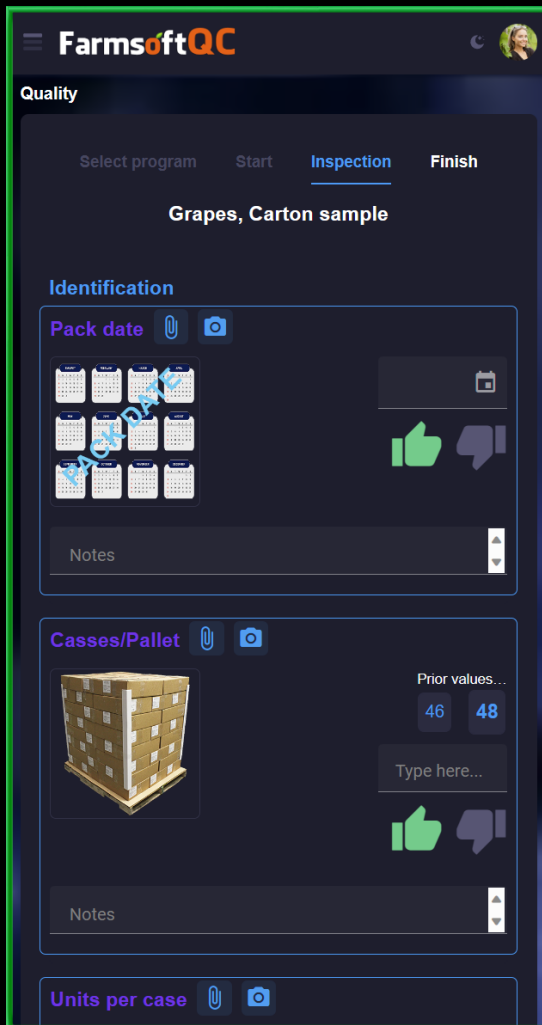 FarmsoftQC
Quality
Select program Start Inspection Finish
Grapes, Carton sample
Identification
Pack date
PACK DATE
Notes
Casses/Pallet
Prior values...
46 48
Type here...
Notes
Units per case